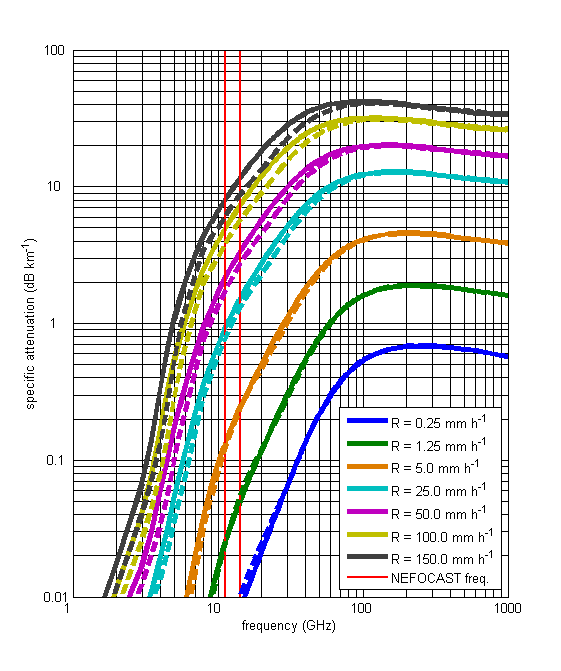 100
10
1
0.1
0.01
specific attenuation (dB km⁻¹)
R = 0.25 mm h⁻¹
R = 1.25 mm h⁻¹
R = 5.0 mm h⁻¹
R = 25.0 mm h⁻¹
R = 50.0 mm h⁻¹
R = 100.0 mm h⁻¹
R = 150.0 mm h⁻¹
NEFOCAST freq.
1 10 100 1000
frequency (GHz)